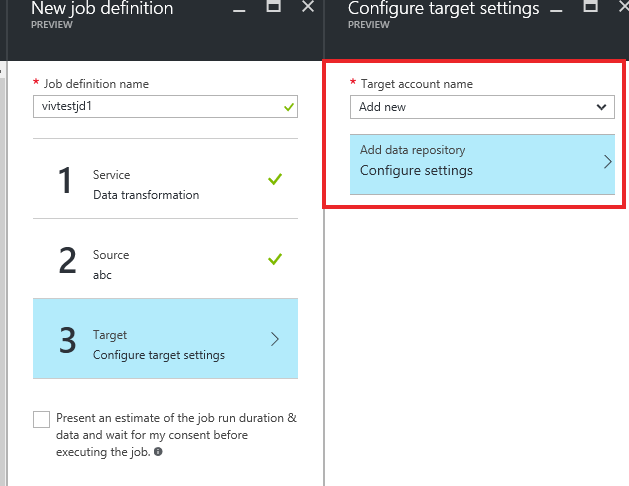 New job definition
PREVIEW
* Job definition name
vivtestjd1
1
Service
Data transformation
2
Source
abc
3
Target
Configure target settings
Present an estimate of the job run duration &
data and wait for my consent before
executing the job.
Configure target settings
PREVIEW
* Target account name
Add new
Add data repository
Configure settings